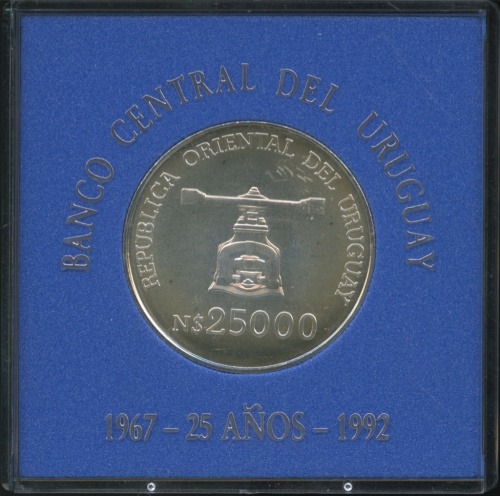 BANCO CENTRAL DEL URUGUAY
REPUBLICA ORIENTAL DEL URUGUAY
N$25000
1967 - 25 AÑOS - 1992